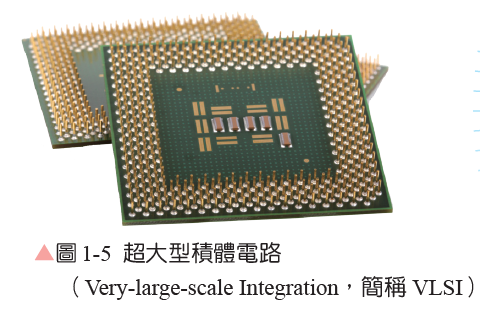 ▲圖 1-5 超大型積體電路
（Very-large-scale Integration，簡稱 VLSI）